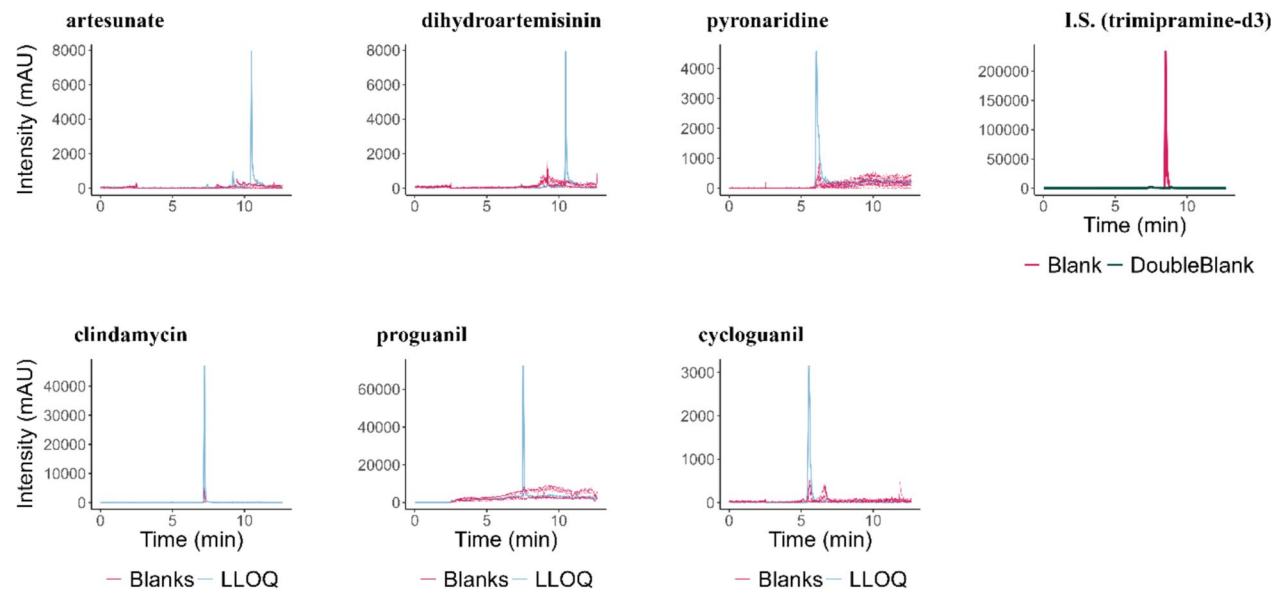 artesunate
dihydroartemisinin
pyronaridine
I.S. (trimipramine-d3)
Intensity (mAU)
8000
6000
4000
2000
0
0 5 10
8000
6000
4000
2000
0
0 5 10
4000
3000
2000
1000
0
0 5 10
200000
150000
100000
50000
0
0 5 10
Time (min)
Blank DoubleBlank
clindamycin
proguanil
cycloguanil
Intensity (mAU)
40000
30000
20000
10000
0
0 5 10
Time (min)
Blanks LLOQ
60000
40000
20000
0
0 5 10
Time (min)
Blanks LLOQ
3000
2000
1000
0
0 5 10
Time (min)
Blanks LLOQ